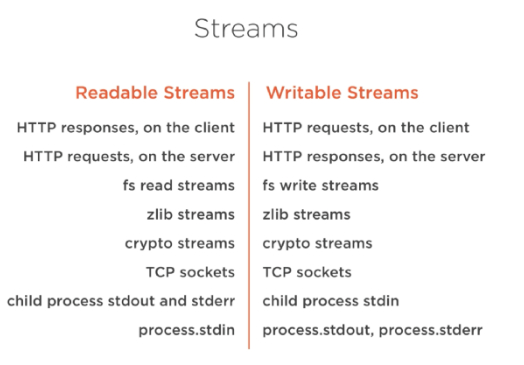 Streams
Readable Streams
HTTP responses, on the client
HTTP requests, on the server
fs read streams
zlib streams
crypto streams
TCP sockets
child process stdout and stderr
process.stdin
Writable Streams
HTTP requests, on the client
HTTP responses, on the server
fs write streams
zlib streams
crypto streams
TCP sockets
child process stdin
process.stdout, process.stderr